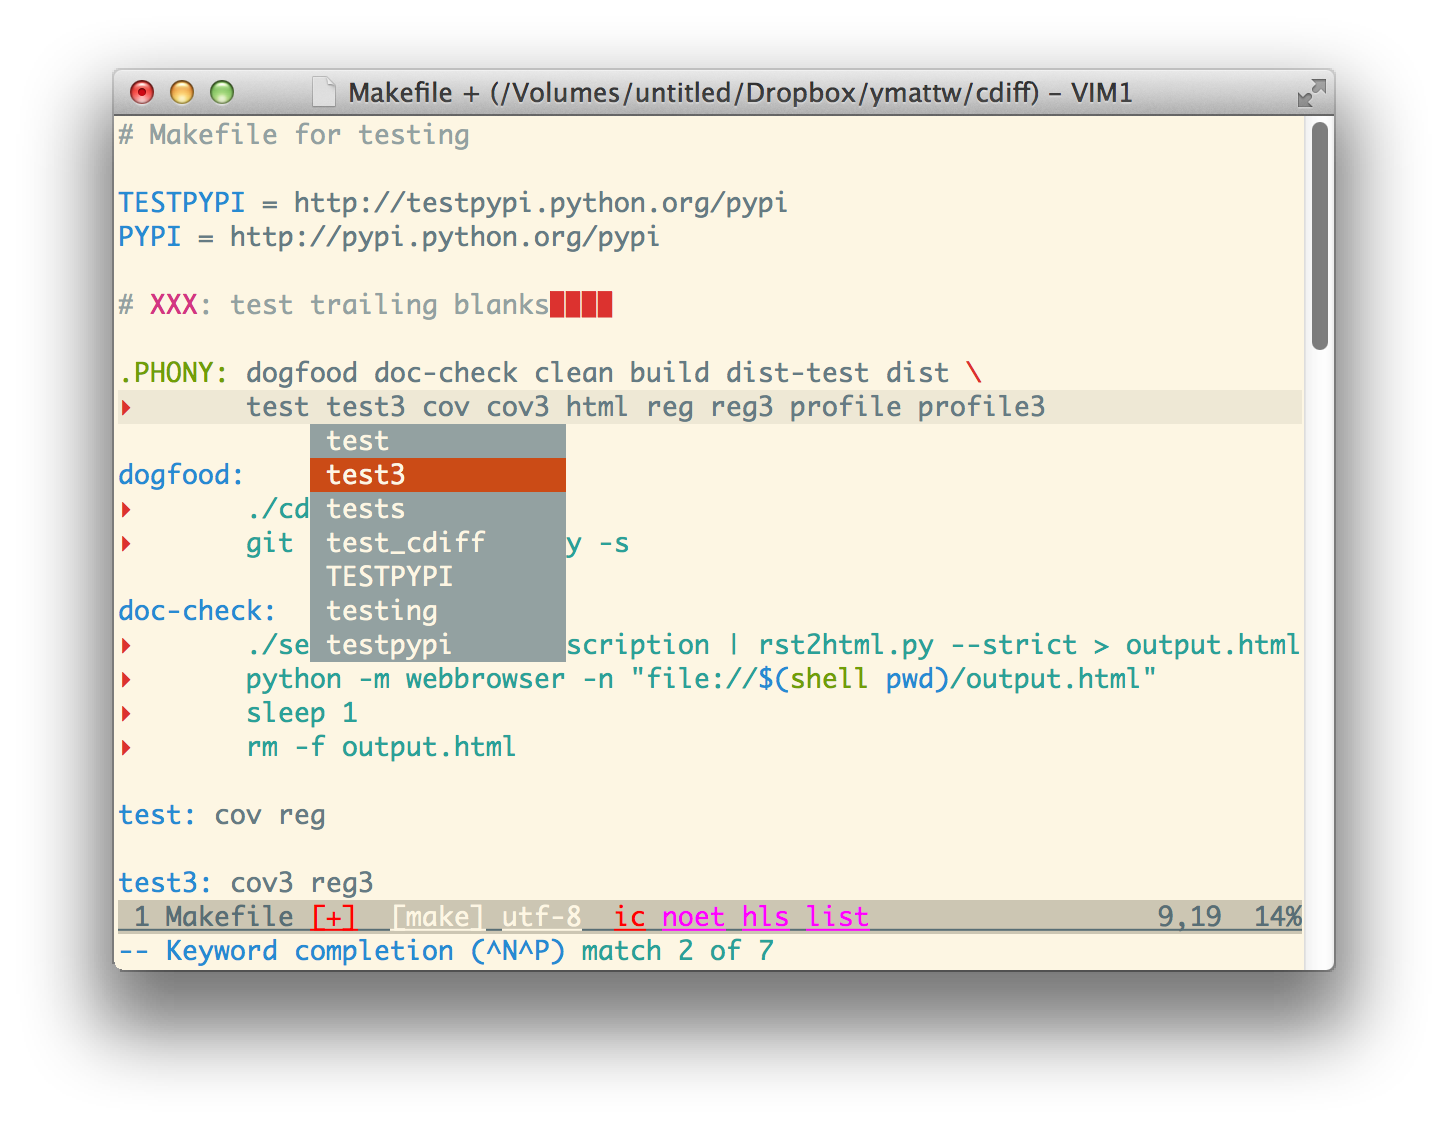 Makefile + (/Volumes/untitled/Dropbox/ymattw/cdiff) – VIM1
# Makefile for testing
TESTPYPI = http://testpypi.python.org/pypi
PYPI = http://pypi.python.org/pypi
# XXX: test trailing blanks
.PHONY: dogfood doc-check clean build dist-test dist \
test test3 cov cov3 html reg reg3 profile profile3
test
dogfood: test3
./cd tests
git test_cdiff y -s
TESTPYPI
doc-check: testing
./se testpypi scription | rst2html.py --strict > output.html
python -m webbrowser -n "file://$(shell pwd)/output.html"
sleep 1
rm -f output.html
test: cov reg
test3: cov3 reg3
1 Makefile [+] [make] utf-8 ic noet hls list 9,19 14%
-- Keyword completion (^N^P) match 2 of 7